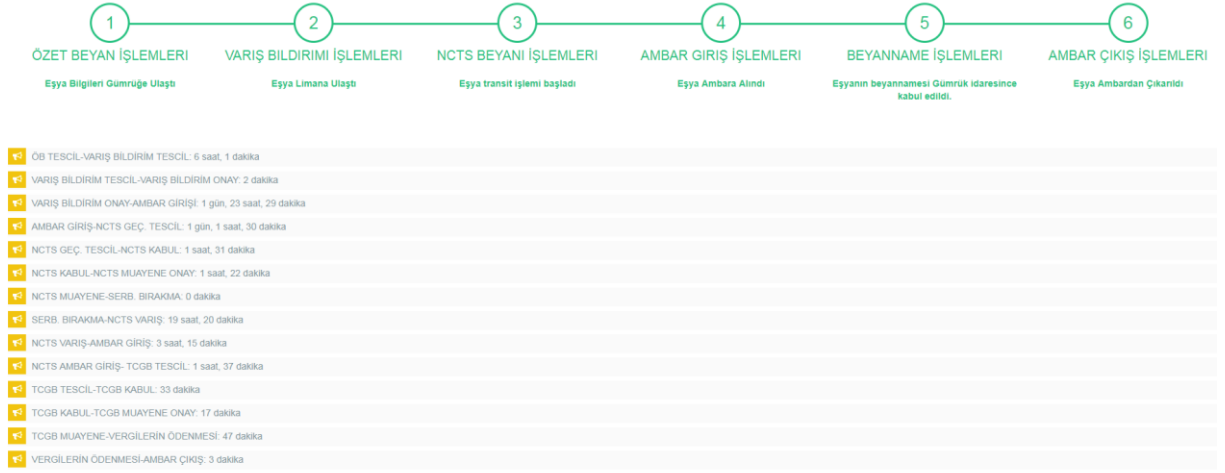 1
2
3
4
5
6
ÖZET BEYAN İŞLEMLERI
VARIŞ BILDIRIMI İŞLEMLERI
NCTS BEYANI İŞLEMLERI
AMBAR GIRIŞ İŞLEMLERI
BEYANNAME İŞLEMLERI
AMBAR ÇIKIŞ İŞLEMLERI
Eşya Bilgileri Gümrüğe Ulaştı
Eşya Limana Ulaştı
Eşya transit işlemi başladı
Eşya Ambara Alındı
Eşyanın beyannamesi Gümrük idaresince
kabul edildi.
Eşya Ambardan Çıkarıldı
ÖB TESCİL-VARIŞ BİLDİRİM TESCİL: 6 saat, 1 dakika
VARIŞ BİLDİRİM TESCİL-VARIŞ BİLDİRİM ONAY: 2 dakika
VARIŞ BİLDİRİM ONAY-AMBAR GİRİŞİ: 1 gün, 23 saat, 29 dakika
AMBAR GİRİŞ-NCTS GEÇ. TESCİL: 1 gün, 1 saat, 30 dakika
NCTS GEÇ. TESCİL-NCTS KABUL: 1 saat, 31 dakika
NCTS KABUL-NCTS MUAYENE ONAY: 1 saat, 22 dakika
NCTS MUAYENE-SERB. BIRAKMA: 0 dakika
SERB. BIRAKMA-NCTS VARIŞ: 19 saat, 20 dakika
NCTS VARIŞ-AMBAR GİRİŞ: 3 saat, 15 dakika
NCTS AMBAR GİRİŞ- TCGB TESCİL: 1 saat, 37 dakika
TCGB TESCİL-TCGB KABUL: 33 dakika
TCGB KABUL-TCGB MUAYENE ONAY: 17 dakika
TCGB MUAYENE-VERGİLERİN ÖDENMESİ: 47 dakika
VERGİLERİN ÖDENMESİ-AMBAR ÇIKIŞ: 3 dakika